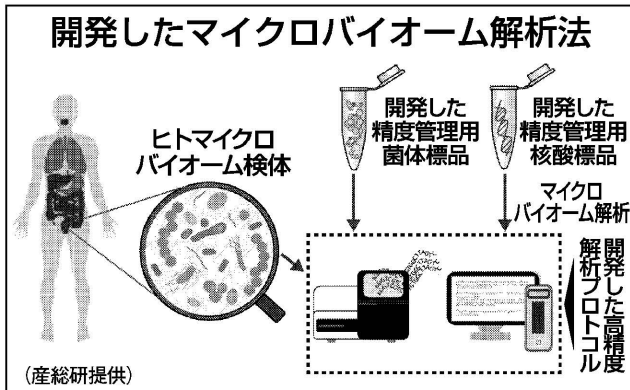 開発したマイクロバイオーム解析法
ヒトマイクロ
バイオーム検体
開発した
精度管理用
菌体標品
開発した
精度管理用
核酸標品
マイクロ
バイオーム解析
開発した高精度
解析プロトコル
(産総研提供)